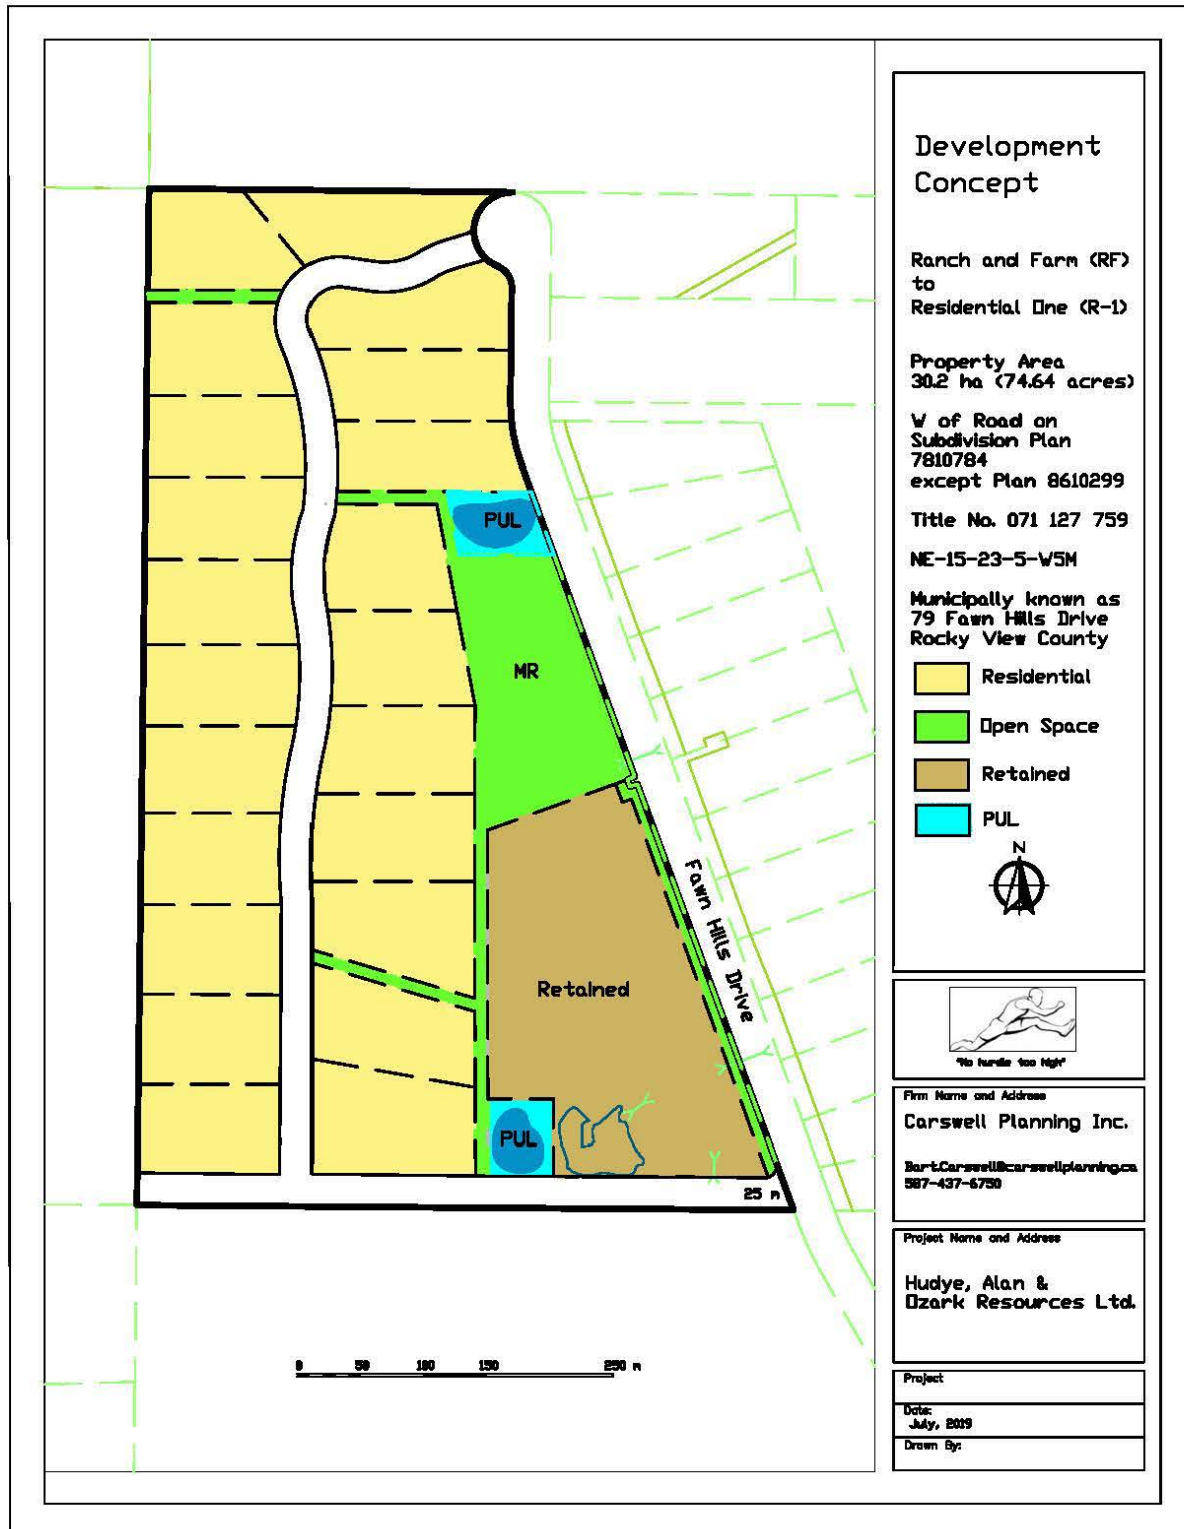 Development
Concept
Ranch and Farm (RF)
to
Residential One (R-1)
Property Area
30.2 ha (74.64 acres)
W of Road on
Subdivision Plan
7810784
except Plan 8610299
Title No. 071 127 759
NE-15-23-5-W5M
Municipally known as
79 Fawn Hills Drive
Rocky View County
Residential
Open Space
Retained
PUL
N
"No hurdle too high"
Firm Name and Address
Carswell Planning Inc.
Bart.Carswell@carswellplanning.ca
587-437-6750
Project Name and Address
Hudye, Alan &
Ozark Resources Ltd.
Project
Date:
July, 2019
Drawn By:
PUL
MR
Fawn Hills Drive
Retained
PUL
25 m
0 50 100 150 250 m